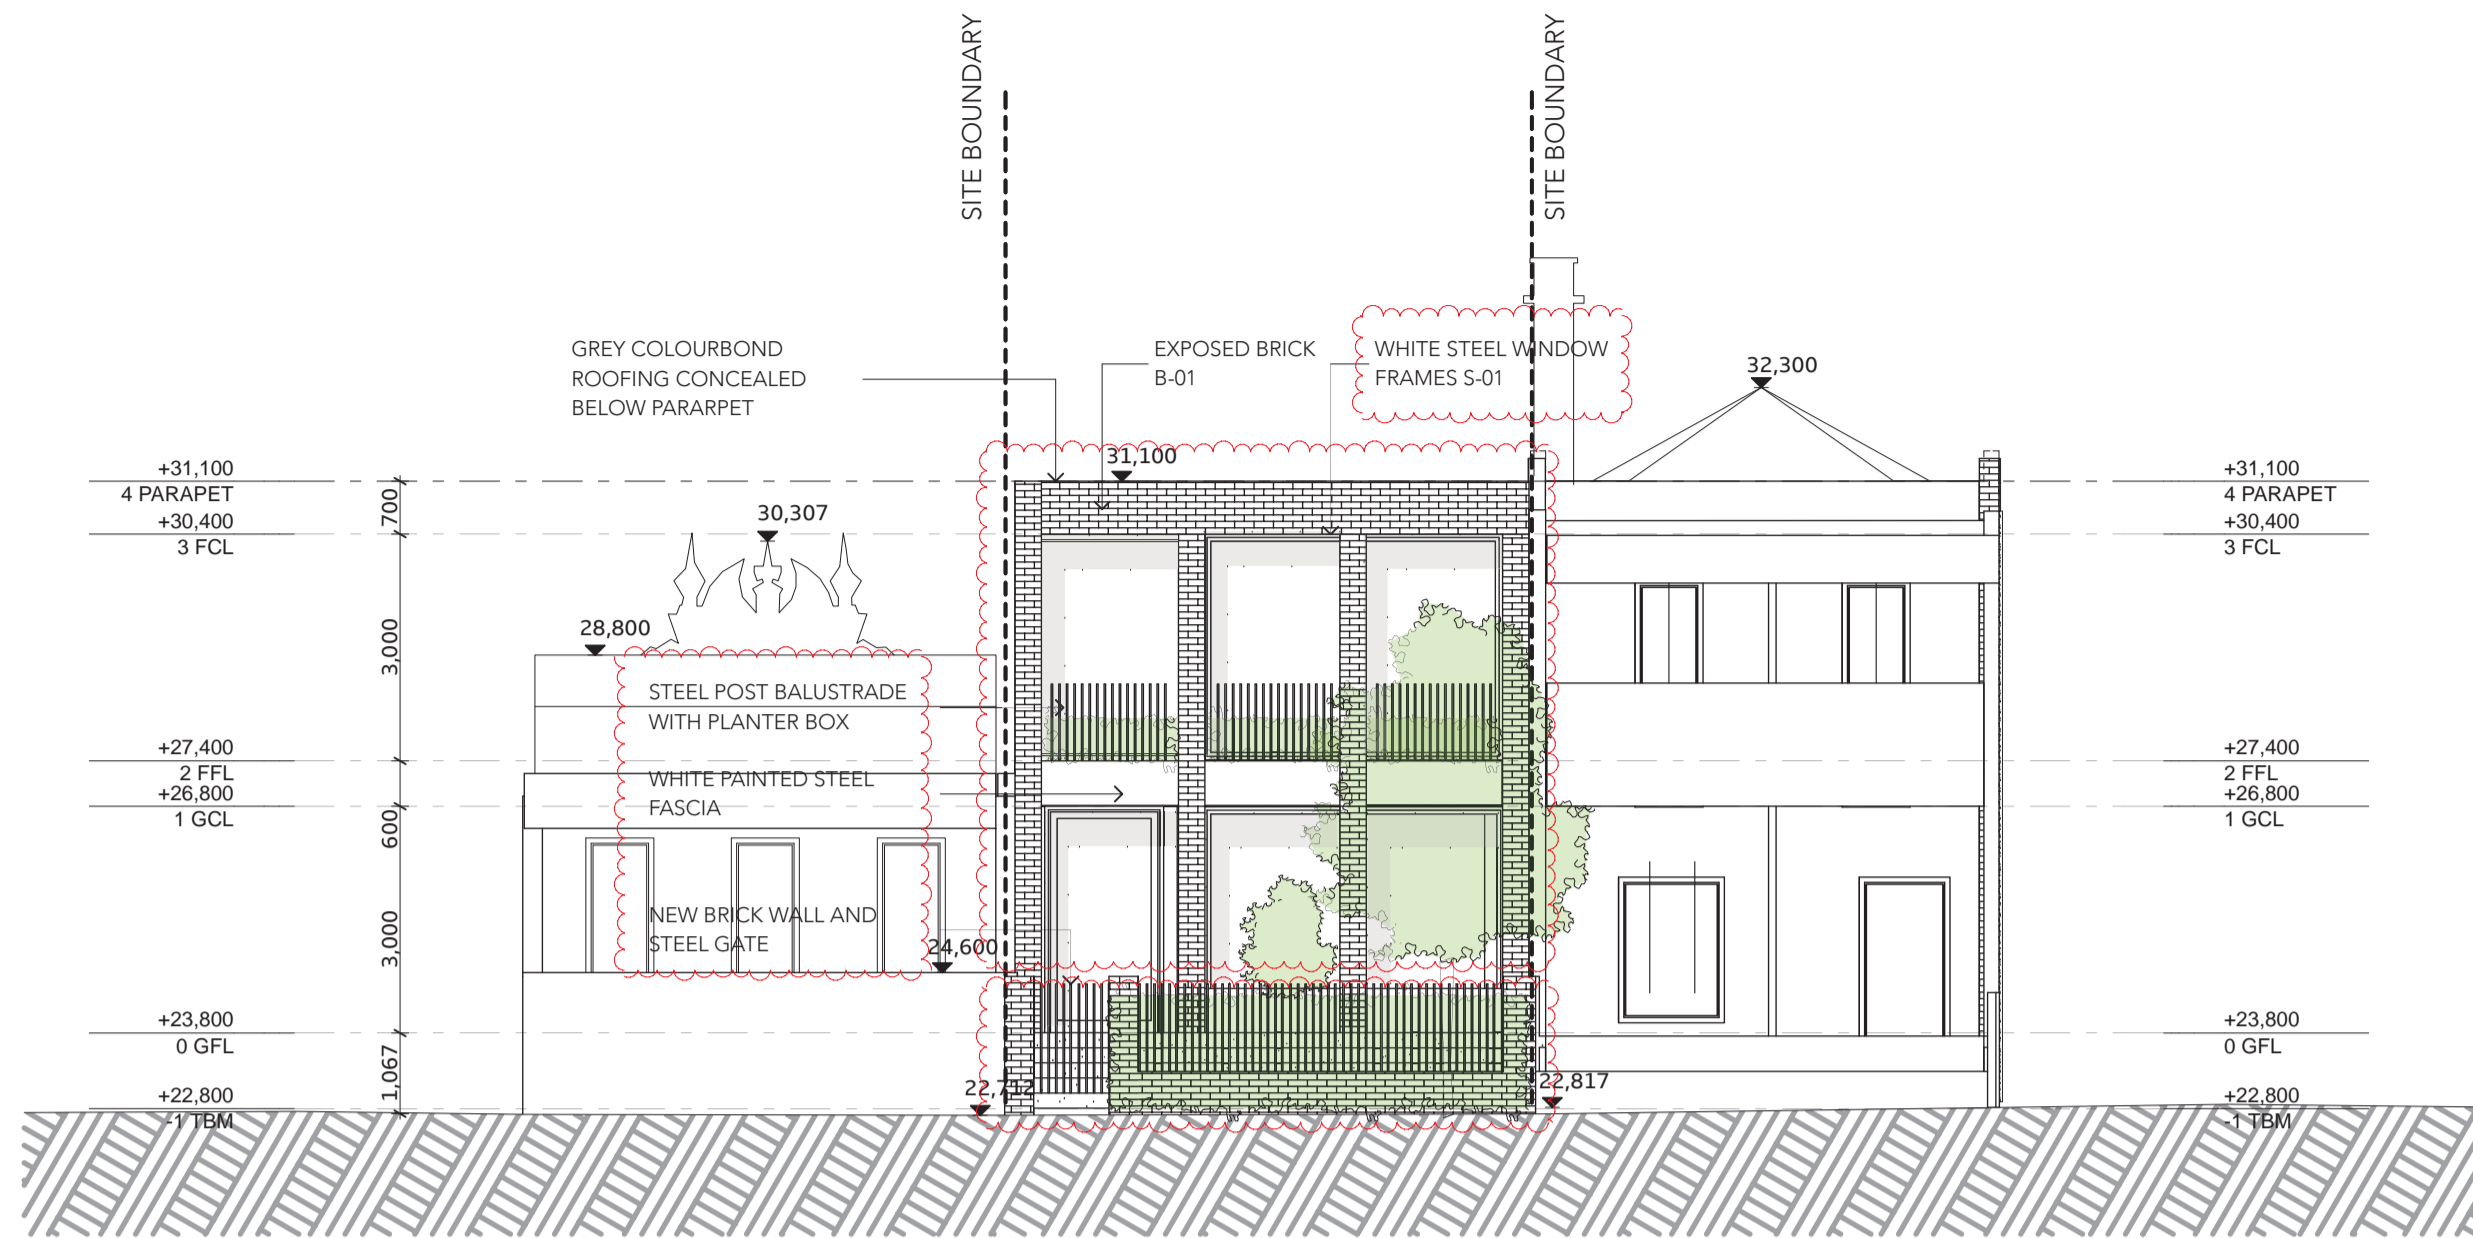 SITE BOUNDARY
SITE BOUNDARY
GREY COLOURBOND
ROOFING CONCEALED
BELOW PARARPET
EXPOSED BRICK
B-01
WHITE STEEL WINDOW
FRAMES S-01
32,300
31,100
30,307
28,800
STEEL POST BALUSTRADE
WITH PLANTER BOX
WHITE PAINTED STEEL
FASCIA
NEW BRICK WALL AND
STEEL GATE
24,600
22,712
22,817
+31,100
4 PARAPET
+30,400
3 FCL
+27,400
2 FFL
+26,800
1 GCL
+23,800
0 GFL
+22,800
-1 TBM
700
3,000
600
3,000
1,067
+31,100
4 PARAPET
+30,400
3 FCL
+27,400
2 FFL
+26,800
1 GCL
+23,800
0 GFL
+22,800
-1 TBM